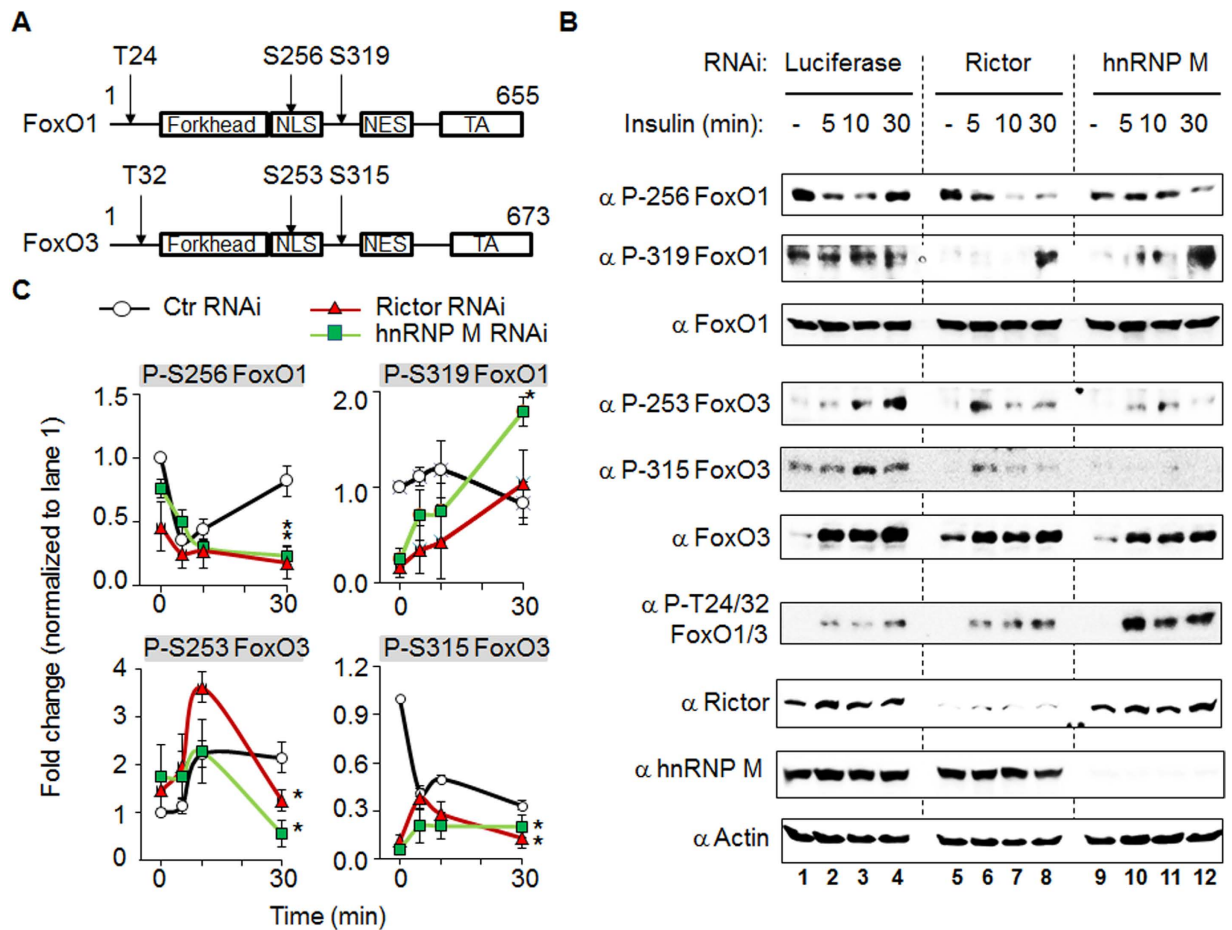 A
T24 S256 S319
1 655
FoxO1 Forkhead NLS NES TA
T32 S253 S315
1 673
FoxO3 Forkhead NLS NES TA
B
RNAi: Luciferase Rictor hnRNP M
Insulin (min): - 5 10 30 - 5 10 30 - 5 10 30
α P-256 FoxO1
α P-319 FoxO1
α FoxO1
α P-253 FoxO3
α P-315 FoxO3
α FoxO3
α P-T24/32
FoxO1/3
α Rictor
α hnRNP M
α Actin
1 2 3 4 5 6 7 8 9 10 11 12
C
Ctr RNAi Rictor RNAi
hnRNP M RNAi
Fold change (normalized to lane 1)
P-S256 FoxO1
1.5
1.0
0.5
0.0
0 30
*
*
P-S319 FoxO1
2.0
1.0
0.0
0 30
*
P-S253 FoxO3
4
3
2
1
0
0 30
*
*
P-S315 FoxO3
1.2
0.9
0.6
0.3
0.0
0 30
*
*
Time (min)